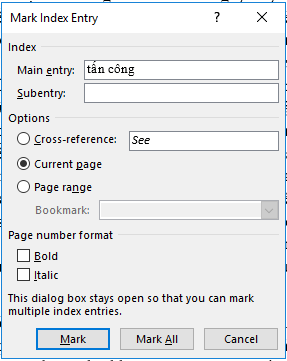 Mark Index Entry ? ×
Index
Main entry: tấn công
Subentry:
Options
Cross-reference: See
Current page
Page range
Bookmark:
Page number format
Bold
Italic
This dialog box stays open so that you can mark
multiple index entries.
Mark Mark All Cancel